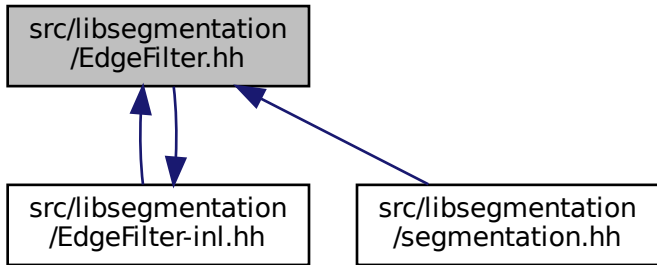 src/libsegmentation
/EdgeFilter.hh
src/libsegmentation
/EdgeFilter-inl.hh
src/libsegmentation
/segmentation.hh